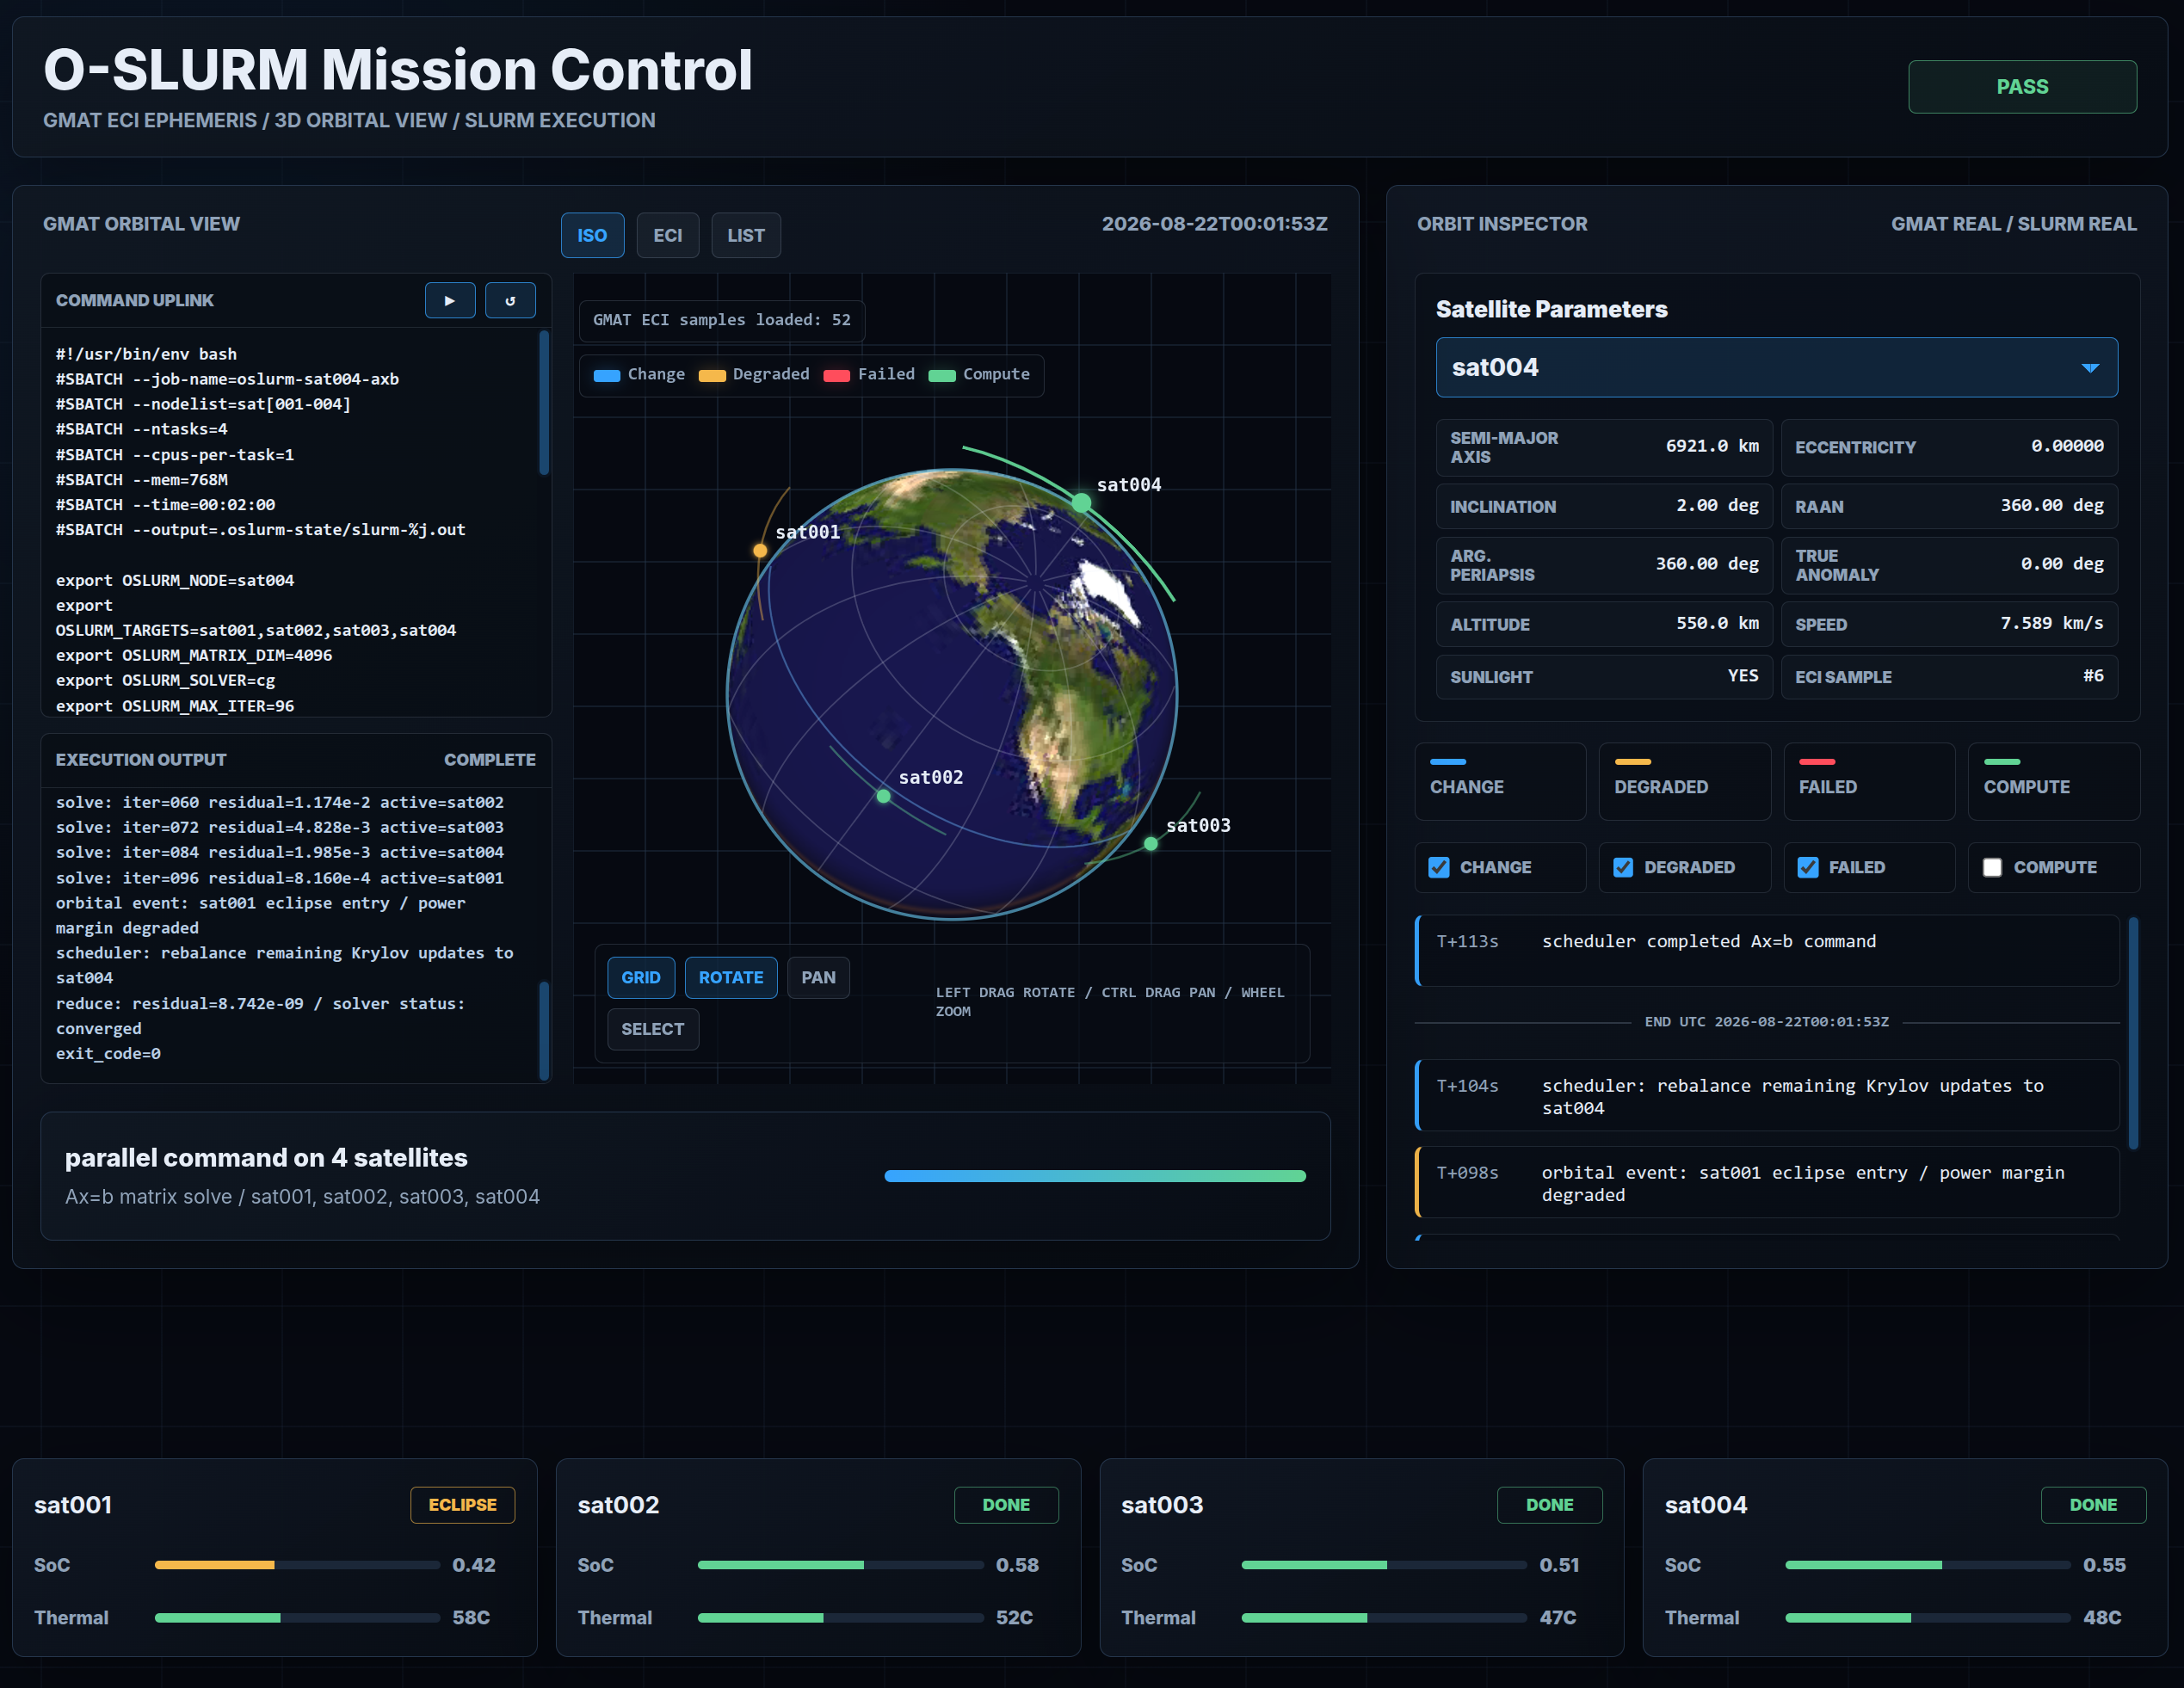 O-SLURM Mission Control
GMAT ECI EPHEMERIS / 3D ORBITAL VIEW / SLURM EXECUTION
PASS
GMAT ORBITAL VIEW
ISO
ECI
LIST
2026-08-22T00:01:53Z
COMMAND UPLINK
▶
↺
#!/usr/bin/env bash
#SBATCH --job-name=oslurm-sat004-axb
#SBATCH --nodelist=sat[001-004]
#SBATCH --ntasks=4
#SBATCH --cpus-per-task=1
#SBATCH --mem=768M
#SBATCH --time=00:02:00
#SBATCH --output=.oslurm-state/slurm-%j.out
export OSLURM_NODE=sat004
export
OSLURM_TARGETS=sat001,sat002,sat003,sat004
export OSLURM_MATRIX_DIM=4096
export OSLURM_SOLVER=cg
export OSLURM_MAX_ITER=96
EXECUTION OUTPUT
COMPLETE
solve: iter=060 residual=1.174e-2 active=sat002
solve: iter=072 residual=4.828e-3 active=sat003
solve: iter=084 residual=1.985e-3 active=sat004
solve: iter=096 residual=8.160e-4 active=sat001
orbital event: sat001 eclipse entry / power
margin degraded
scheduler: rebalance remaining Krylov updates to
sat004
reduce: residual=8.742e-09 / solver status:
converged
exit_code=0
GMAT ECI samples loaded: 52
Change
Degraded
Failed
Compute
sat004
sat001
sat002
sat003
GRID
ROTATE
PAN
SELECT
LEFT DRAG ROTATE / CTRL DRAG PAN / WHEEL
ZOOM
parallel command on 4 satellites
Ax=b matrix solve / sat001, sat002, sat003, sat004
ORBIT INSPECTOR
GMAT REAL / SLURM REAL
Satellite Parameters
sat004
SEMI-MAJOR
AXIS
6921.0 km
ECCENTRICITY
0.00000
INCLINATION
2.00 deg
RAAN
360.00 deg
ARG.
PERIAPSIS
360.00 deg
TRUE
ANOMALY
0.00 deg
ALTITUDE
550.0 km
SPEED
7.589 km/s
SUNLIGHT
YES
ECI SAMPLE
#6
CHANGE
DEGRADED
FAILED
COMPUTE
CHANGE
DEGRADED
FAILED
COMPUTE
T+113s
scheduler completed Ax=b command
END UTC 2026-08-22T00:01:53Z
T+104s
scheduler: rebalance remaining Krylov updates to
sat004
T+098s
orbital event: sat001 eclipse entry / power margin
degraded
sat001
ECLIPSE
SoC
0.42
Thermal
58C
sat002
DONE
SoC
0.58
Thermal
52C
sat003
DONE
SoC
0.51
Thermal
47C
sat004
DONE
SoC
0.55
Thermal
48C